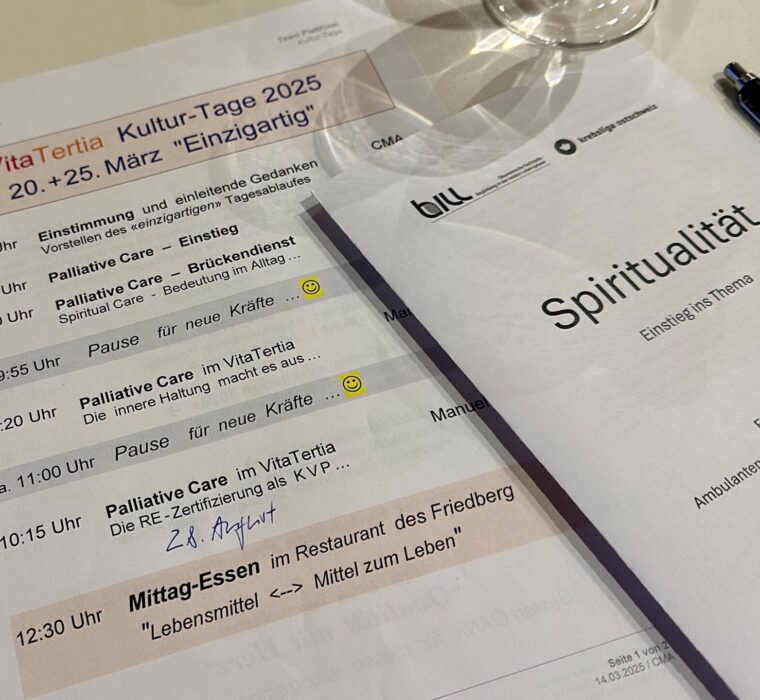 Team Plattform
Kultur-Tage
VitaTertia Kultur-Tage 2025
20.+25. März "Einzigartig"
CMA
Uhr Einstimmung und einleitende Gedanken
Vorstellen des «einzigartigen» Tagesablaufes
Uhr Palliative Care – Einstieg
Uhr Palliative Care – Brückendienst
Spiritual Care - Bedeutung im Alltag ...
9:55 Uhr Pause für neue Kräfte ...
:20 Uhr Palliative Care im VitaTertia
Die innere Haltung macht es aus ...
a. 11:00 Uhr Pause für neue Kräfte ...
Manuel
10:15 Uhr Palliative Care im VitaTertia
Die RE-Zertifizierung als KVP ...
28. August
12:30 Uhr Mittag-Essen im Restaurant des Friedberg
"Lebensmittel <--> Mittel zum Leben"
Seite 1 von 2
14.03.2025 / CMA
bill
krebsliga ostschweiz
Spiritualität
Einstieg ins Thema